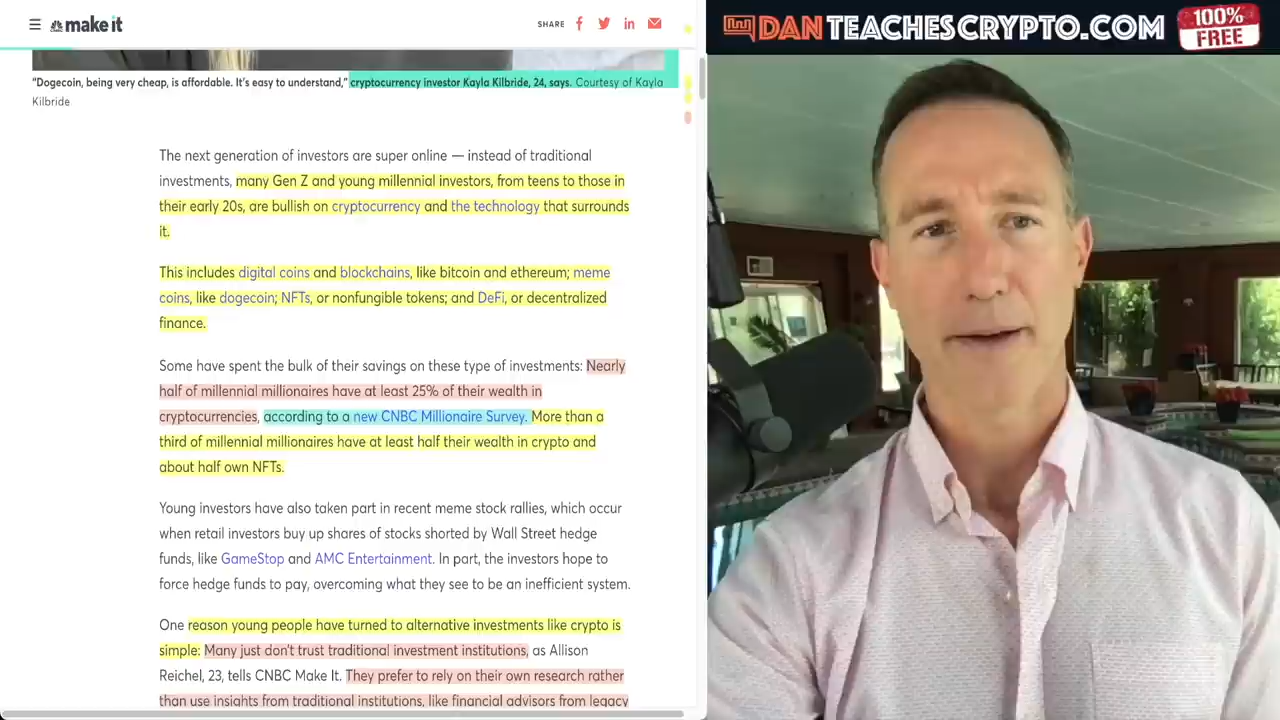 make it
SHARE
DANTEACHESCRYPTO.COM
100%
FREE
“Dogecoin, being very cheap, is affordable. It’s easy to understand,” cryptocurrency investor Kayla Kilbride, 24, says. Courtesy of Kayla
Kilbride
The next generation of investors are super online — instead of traditional
investments, many Gen Z and young millennial investors, from teens to those in
their early 20s, are bullish on cryptocurrency and the technology that surrounds
it.
This includes digital coins and blockchains, like bitcoin and ethereum; meme
coins, like dogecoin; NFTs, or nonfungible tokens; and DeFi, or decentralized
finance.
Some have spent the bulk of their savings on these type of investments: Nearly
half of millennial millionaires have at least 25% of their wealth in
cryptocurrencies, according to a new CNBC Millionaire Survey. More than a
third of millennial millionaires have at least half their wealth in crypto and
about half own NFTs.
Young investors have also taken part in recent meme stock rallies, which occur
when retail investors buy up shares of stocks shorted by Wall Street hedge
funds, like GameStop and AMC Entertainment. In part, the investors hope to
force hedge funds to pay, overcoming what they see to be an inefficient system.
One reason young people have turned to alternative investments like crypto is
simple: Many just don’t trust traditional investment institutions, as Allison
Reichel, 23, tells CNBC Make It. They prefer to rely on their own research rather
than use insights from traditional institutions, like financial advisors from legacy